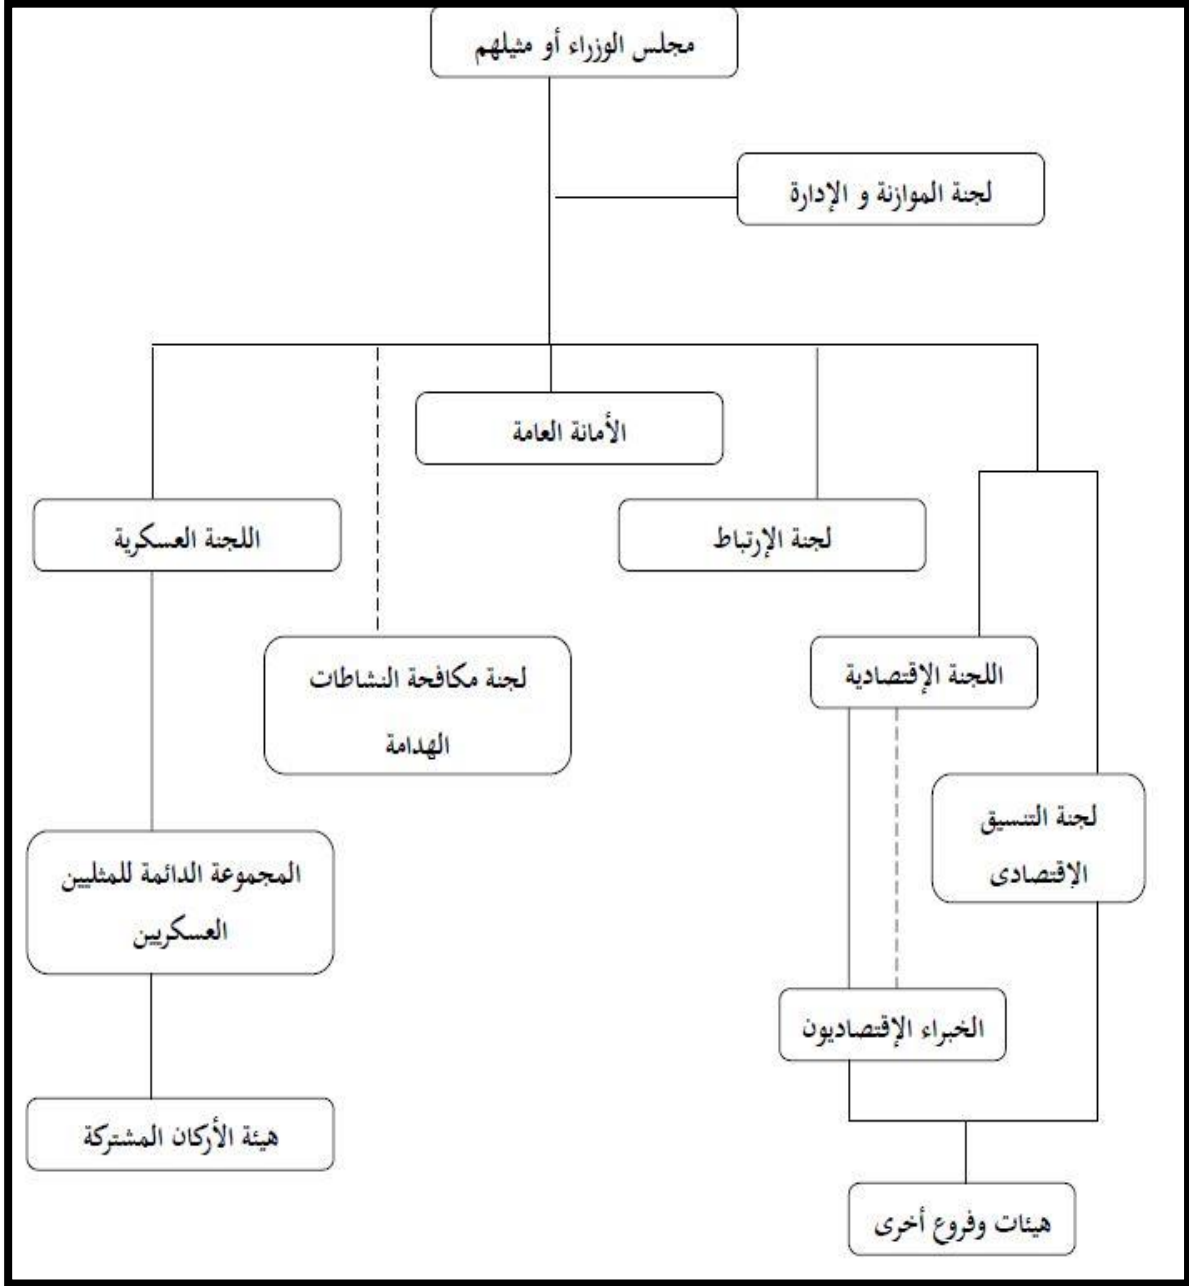 مجلس الوزراء أو مثيلهم
لجنة الموازنة و الإدارة
الأمانة العامة
لجنة الإرتباط
اللجنة العسكرية
اللجنة الإقتصادية
لجنة مكافحة النشاطات
الهدامة
لجنة التنسيق
الإقتصادى
المجموعة الدائمة للمثليين
العسكريين
الخبراء الإقتصاديون
هيئة الأركان المشتركة
هيئات وفروع أخرى